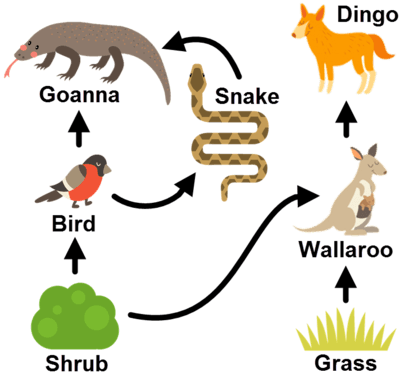 Dingo
Goanna
Snake
Bird
Wallaroo
Shrub
Grass